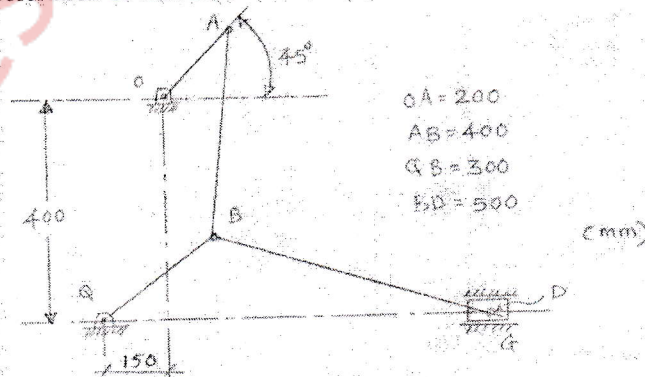 A
45°
O
OA = 200
AB = 400
QB = 300
BD = 500
(mm)
400
B
Q
D
G
150